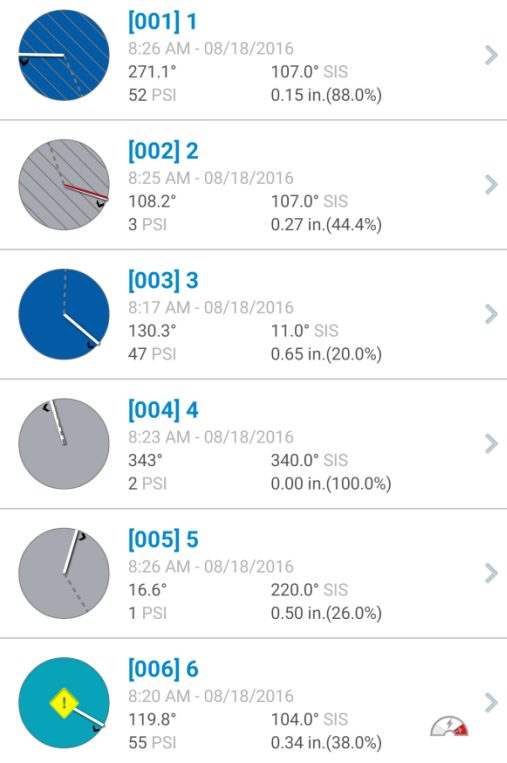 [001] 1
8:26 AM - 08/18/2016
271.1° 107.0° SIS
52 PSI 0.15 in.(88.0%)
[002] 2
8:25 AM - 08/18/2016
108.2° 107.0° SIS
3 PSI 0.27 in.(44.4%)
[003] 3
8:17 AM - 08/18/2016
130.3° 11.0° SIS
47 PSI 0.65 in.(20.0%)
[004] 4
8:23 AM - 08/18/2016
343° 340.0° SIS
2 PSI 0.00 in.(100.0%)
[005] 5
8:26 AM - 08/18/2016
16.6° 220.0° SIS
1 PSI 0.50 in.(26.0%)
[006] 6
!
8:20 AM - 08/18/2016
119.8° 104.0° SIS
55 PSI 0.34 in.(38.0%)